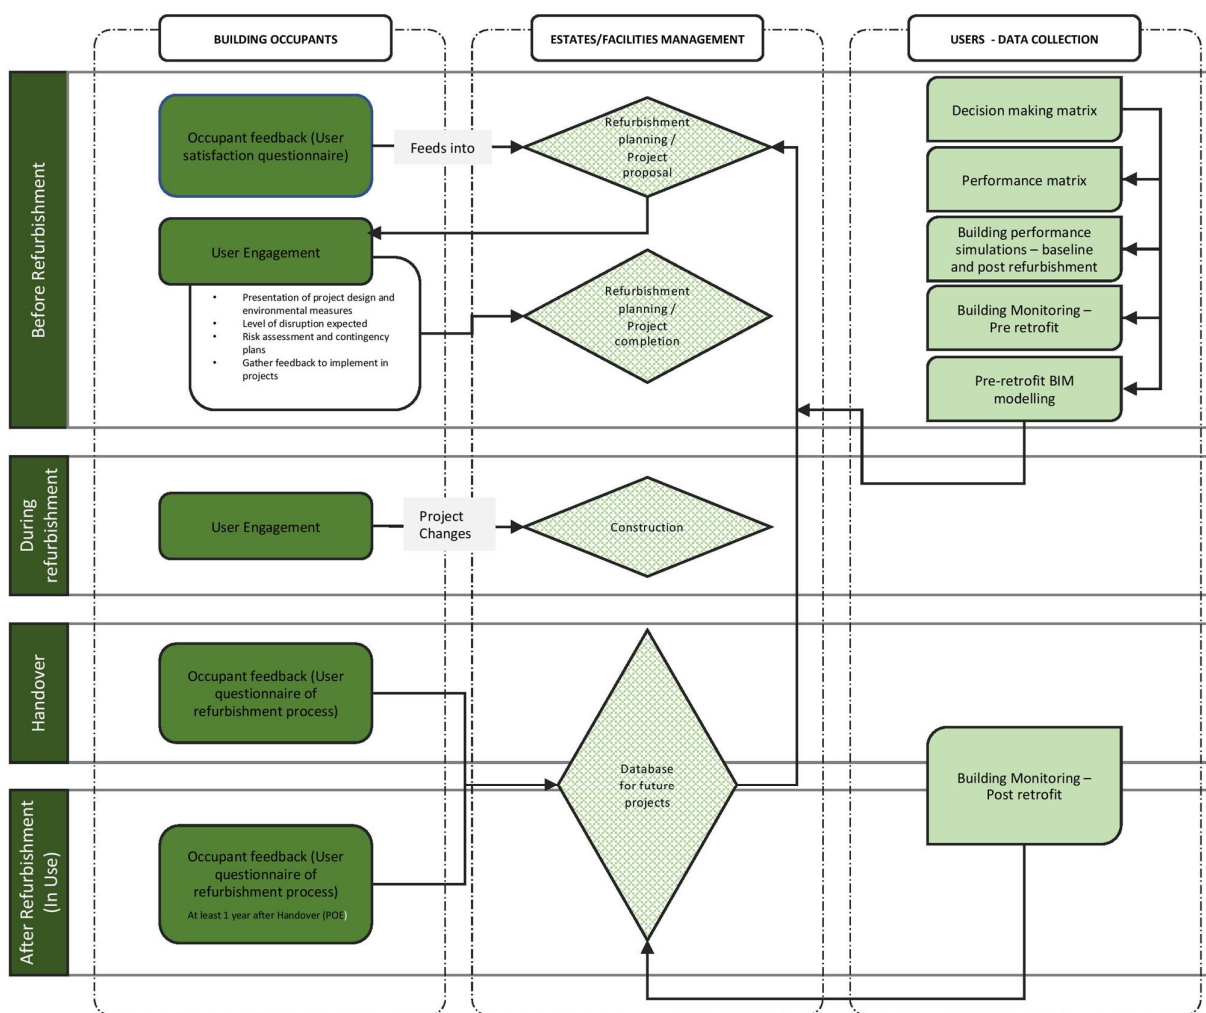 BUILDING OCCUPANTS
ESTATES/FACILITIES MANAGEMENT
USERS - DATA COLLECTION
Before Refurbishment
Occupant feedback (User
satisfaction questionnaire)
Feeds into
Refurbishment
planning /
Project
proposal
Decision making matrix
Performance matrix
User Engagement
• Presentation of project design and
environmental measures
• Level of disruption expected
• Risk assessment and contingency
plans
• Gather feedback to implement in
projects
Refurbishment
planning /
Project
completion
Building performance
simulations – baseline
and post refurbishment
Building Monitoring –
Pre retrofit
Pre-retrofit BIM
modelling
During
refurbishment
User Engagement
Project
Changes
Construction
Handover
Occupant feedback (User
questionnaire of
refurbishment process)
Database
for future
projects
Building Monitoring –
Post retrofit
After Refurbishment
(In Use)
Occupant feedback (User
questionnaire of
refurbishment process)
At least 1 year after Handover (POE)